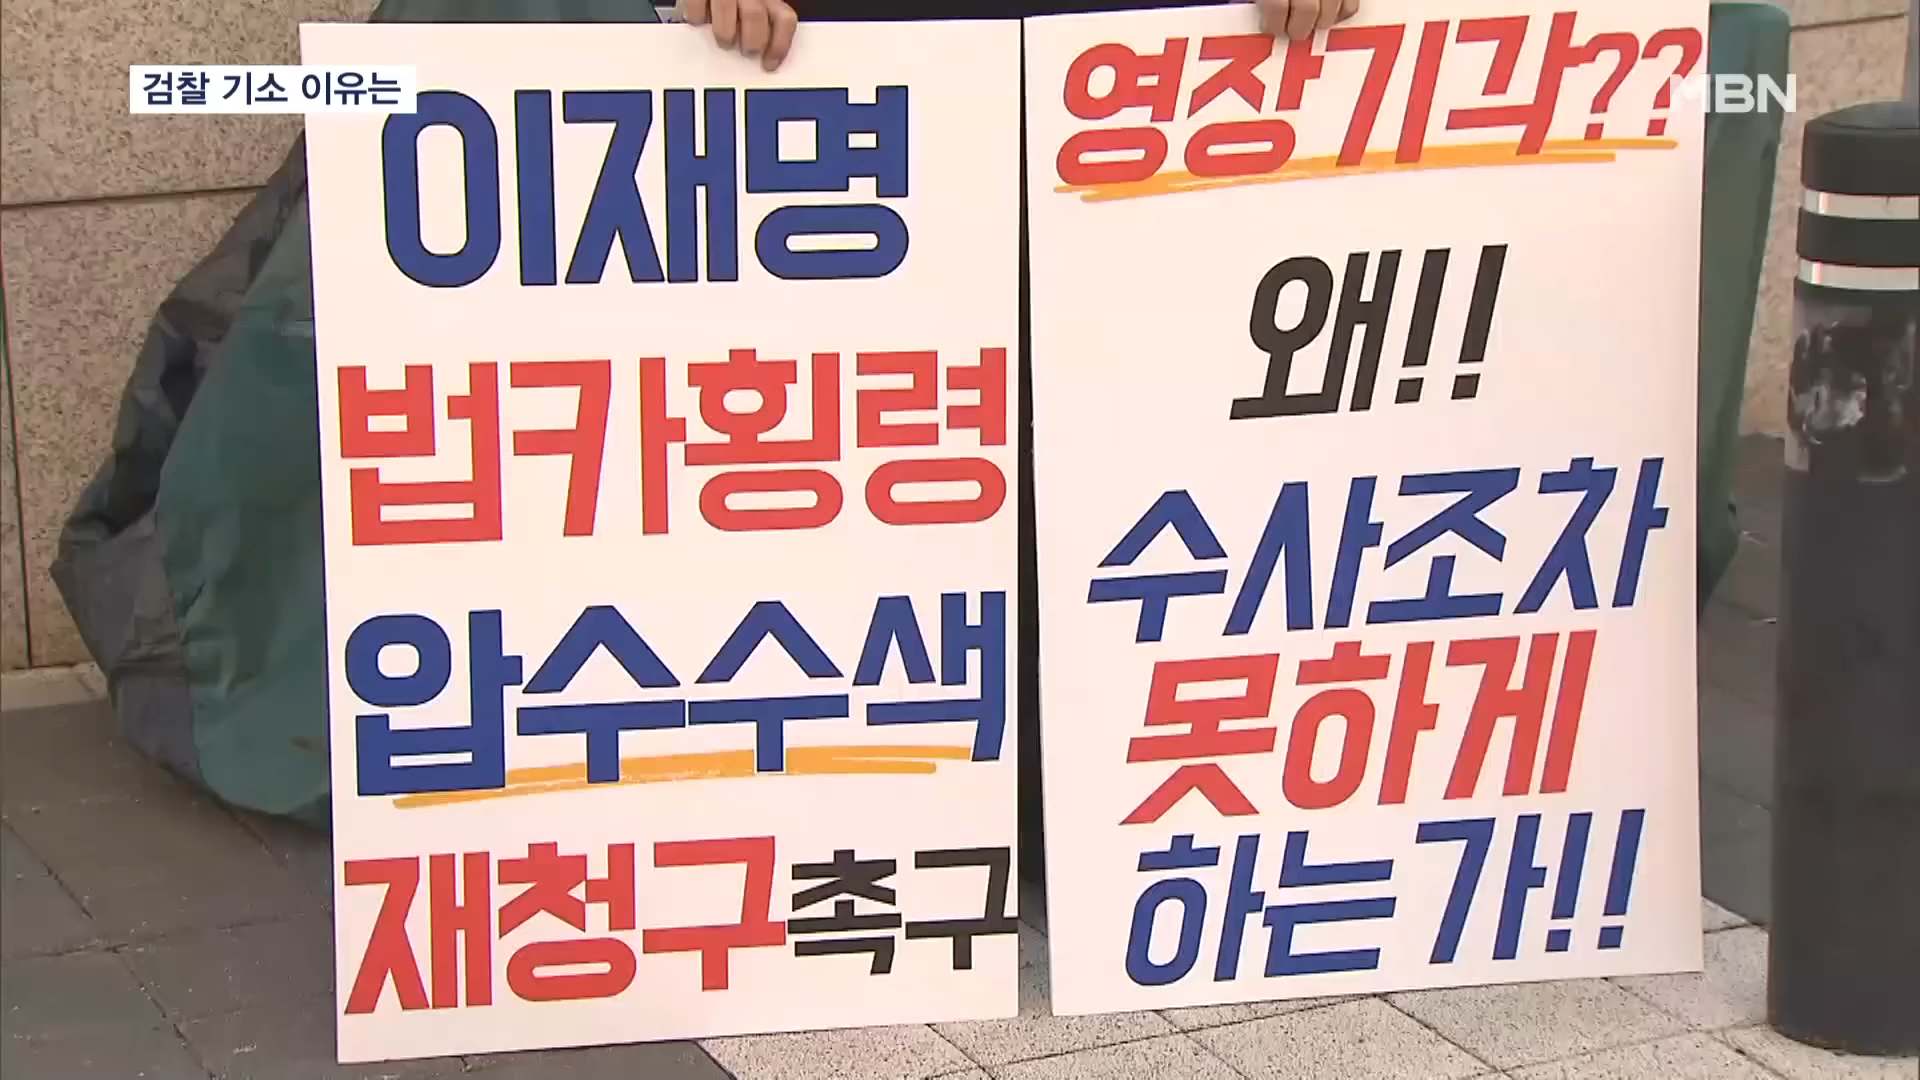 검찰 기소 이유는
MBN
이재명
법카횡령
압수수색
재청구촉구
영장기각??
왜!!
수사조차
못하게
하는가!!